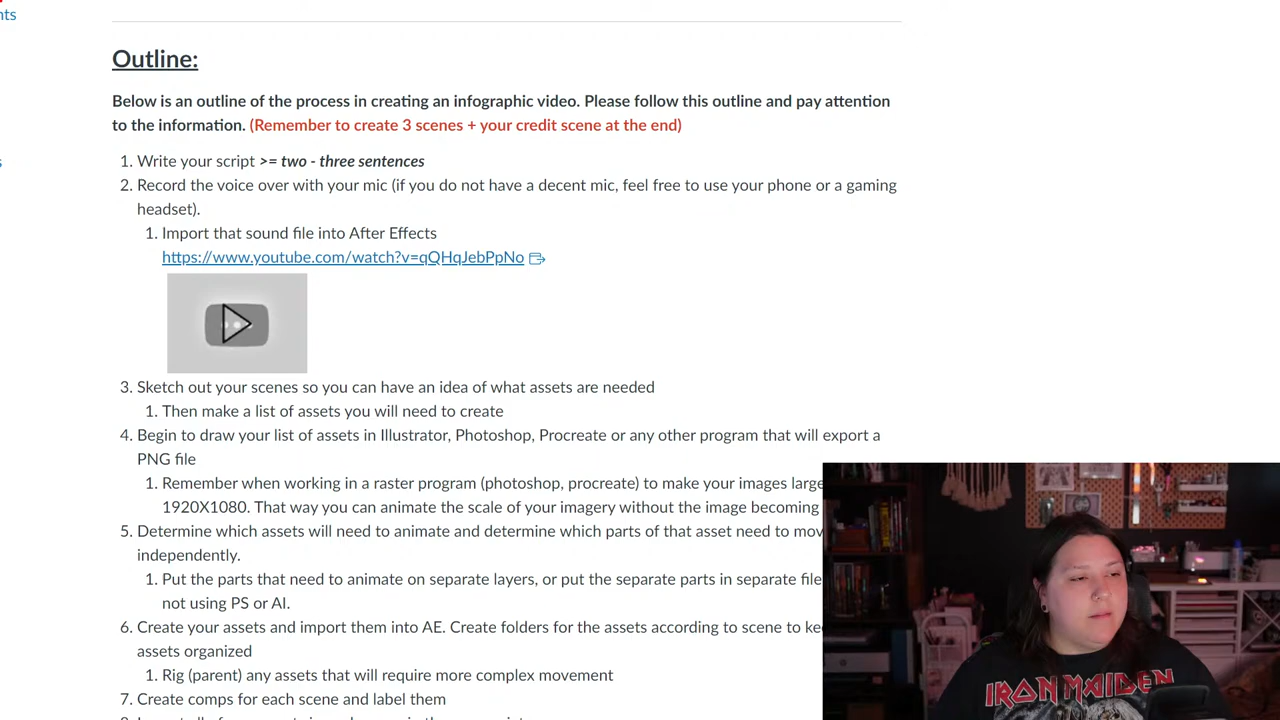 nts
Outline:
Below is an outline of the process in creating an infographic video. Please follow this outline and pay attention
to the information. (Remember to create 3 scenes + your credit scene at the end)
1. Write your script >= two - three sentences
2. Record the voice over with your mic (if you do not have a decent mic, feel free to use your phone or a gaming
headset).
1. Import that sound file into After Effects
https://www.youtube.com/watch?v=qQHqJebPpNo
s
3. Sketch out your scenes so you can have an idea of what assets are needed
1. Then make a list of assets you will need to create
4. Begin to draw your list of assets in Illustrator, Photoshop, Procreate or any other program that will export a
PNG file
1. Remember when working in a raster program (photoshop, procreate) to make your images large
1920X1080. That way you can animate the scale of your imagery without the image becoming
5. Determine which assets will need to animate and determine which parts of that asset need to mov
independently.
1. Put the parts that need to animate on separate layers, or put the separate parts in separate file
not using PS or AI.
6. Create your assets and import them into AE. Create folders for the assets according to scene to ke
assets organized
1. Rig (parent) any assets that will require more complex movement
7. Create comps for each scene and label them
IRON MAIDEN